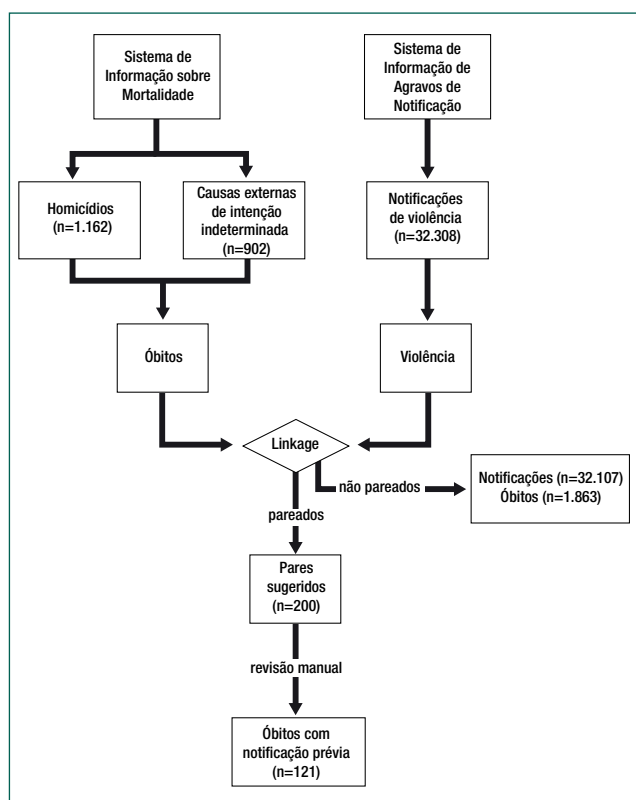 Sistema de
Informação sobre
Mortalidade
Sistema de
Informação de
Agravos de
Notificação
Homicídios
(n=1.162)
Causas externas
de intenção
indeterminada
(n=902)
Notificações
de violência
(n=32.308)
Óbitos
Violência
Linkage
não pareados
Notificações (n=32.107)
Óbitos (n=1.863)
pareados
Pares
sugeridos
(n=200)
revisão manual
Óbitos com
notificação prévia
(n=121)